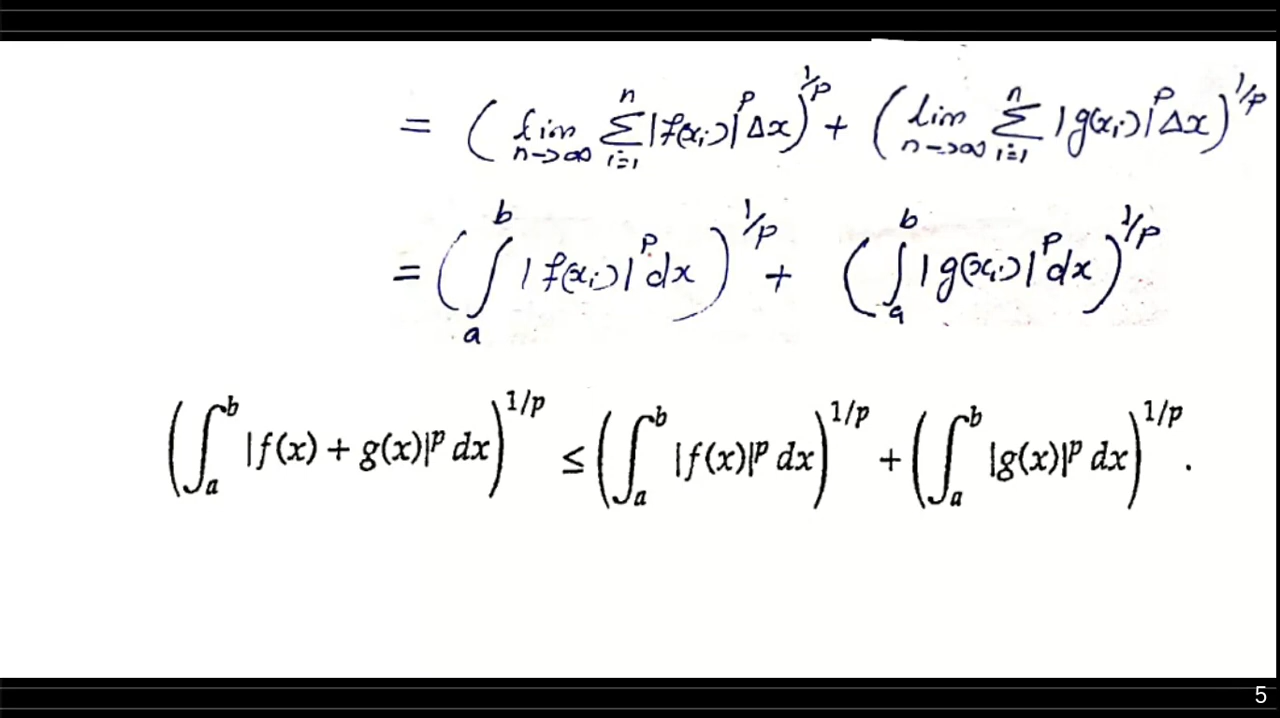 = ( lim_{n→∞} Σ_{i=1}^{n} |f(x_i)|^p Δx )^{1/p} + ( lim_{n→∞} Σ_{i=1}^{n} |g(x_i)|^p Δx )^{1/p}
= ( ∫_a^b |f(x_i)|^p dx )^{1/p} + ( ∫_a^b |g(x_i)|^p dx )^{1/p}
( ∫_a^b |f(x) + g(x)|^p dx )^{1/p} ≤ ( ∫_a^b |f(x)|^p dx )^{1/p} + ( ∫_a^b |g(x)|^p dx )^{1/p} .
5